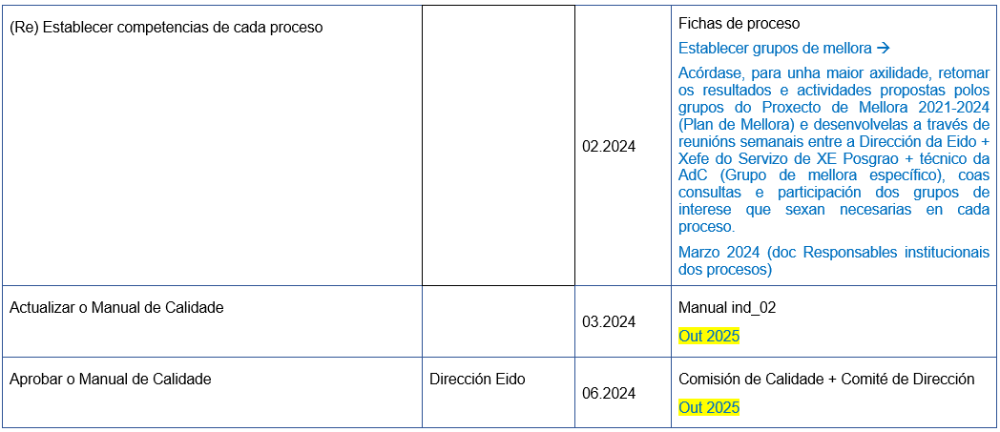 (Re) Establecer competencias de cada proceso
02.2024
Fichas de proceso
Establecer grupos de mellora →
Acórdase, para unha maior axilidade, retomar
os resultados e actividades propostas polos
grupos do Proxecto de Mellora 2021-2024
(Plan de Mellora) e desenvolvelas a través de
reunións semanais entre a Dirección da Eido +
Xefe do Servizo de XE Posgrao + técnico da
AdC (Grupo de mellora específico), coas
consultas e participación dos grupos de
interese que sexan necesarias en cada
proceso.
Marzo 2024 (doc Responsables institucionais
dos procesos)
Actualizar o Manual de Calidade
03.2024
Manual ind_02
Out 2025
Aprobar o Manual de Calidade
Dirección Eido
06.2024
Comisión de Calidade + Comité de Dirección
Out 2025